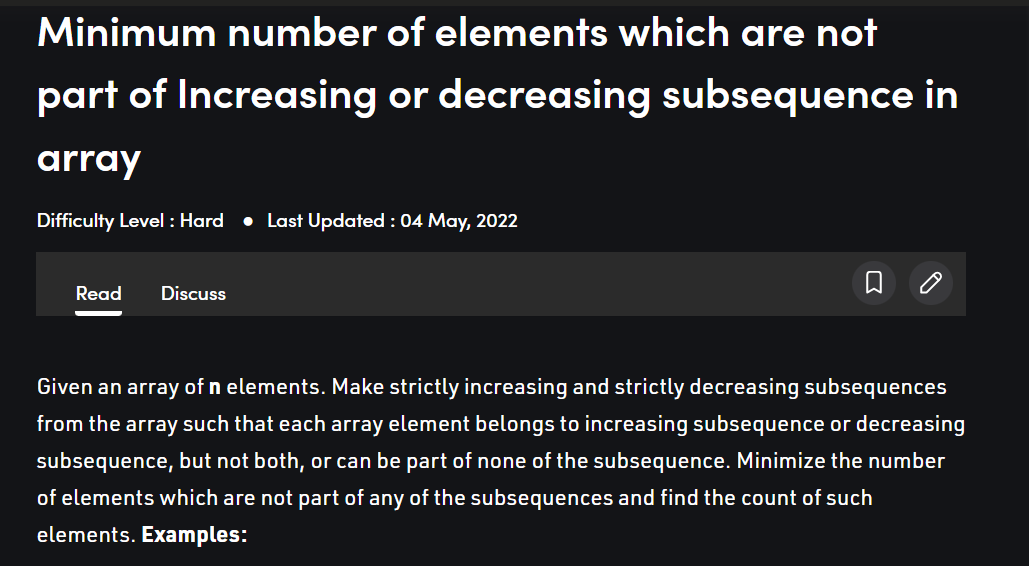 Minimum number of elements which are not
part of Increasing or decreasing subsequence in
array
Difficulty Level : Hard ● Last Updated : 04 May, 2022
Read Discuss
Given an array of n elements. Make strictly increasing and strictly decreasing subsequences
from the array such that each array element belongs to increasing subsequence or decreasing
subsequence, but not both, or can be part of none of the subsequence. Minimize the number
of elements which are not part of any of the subsequences and find the count of such
elements. Examples: